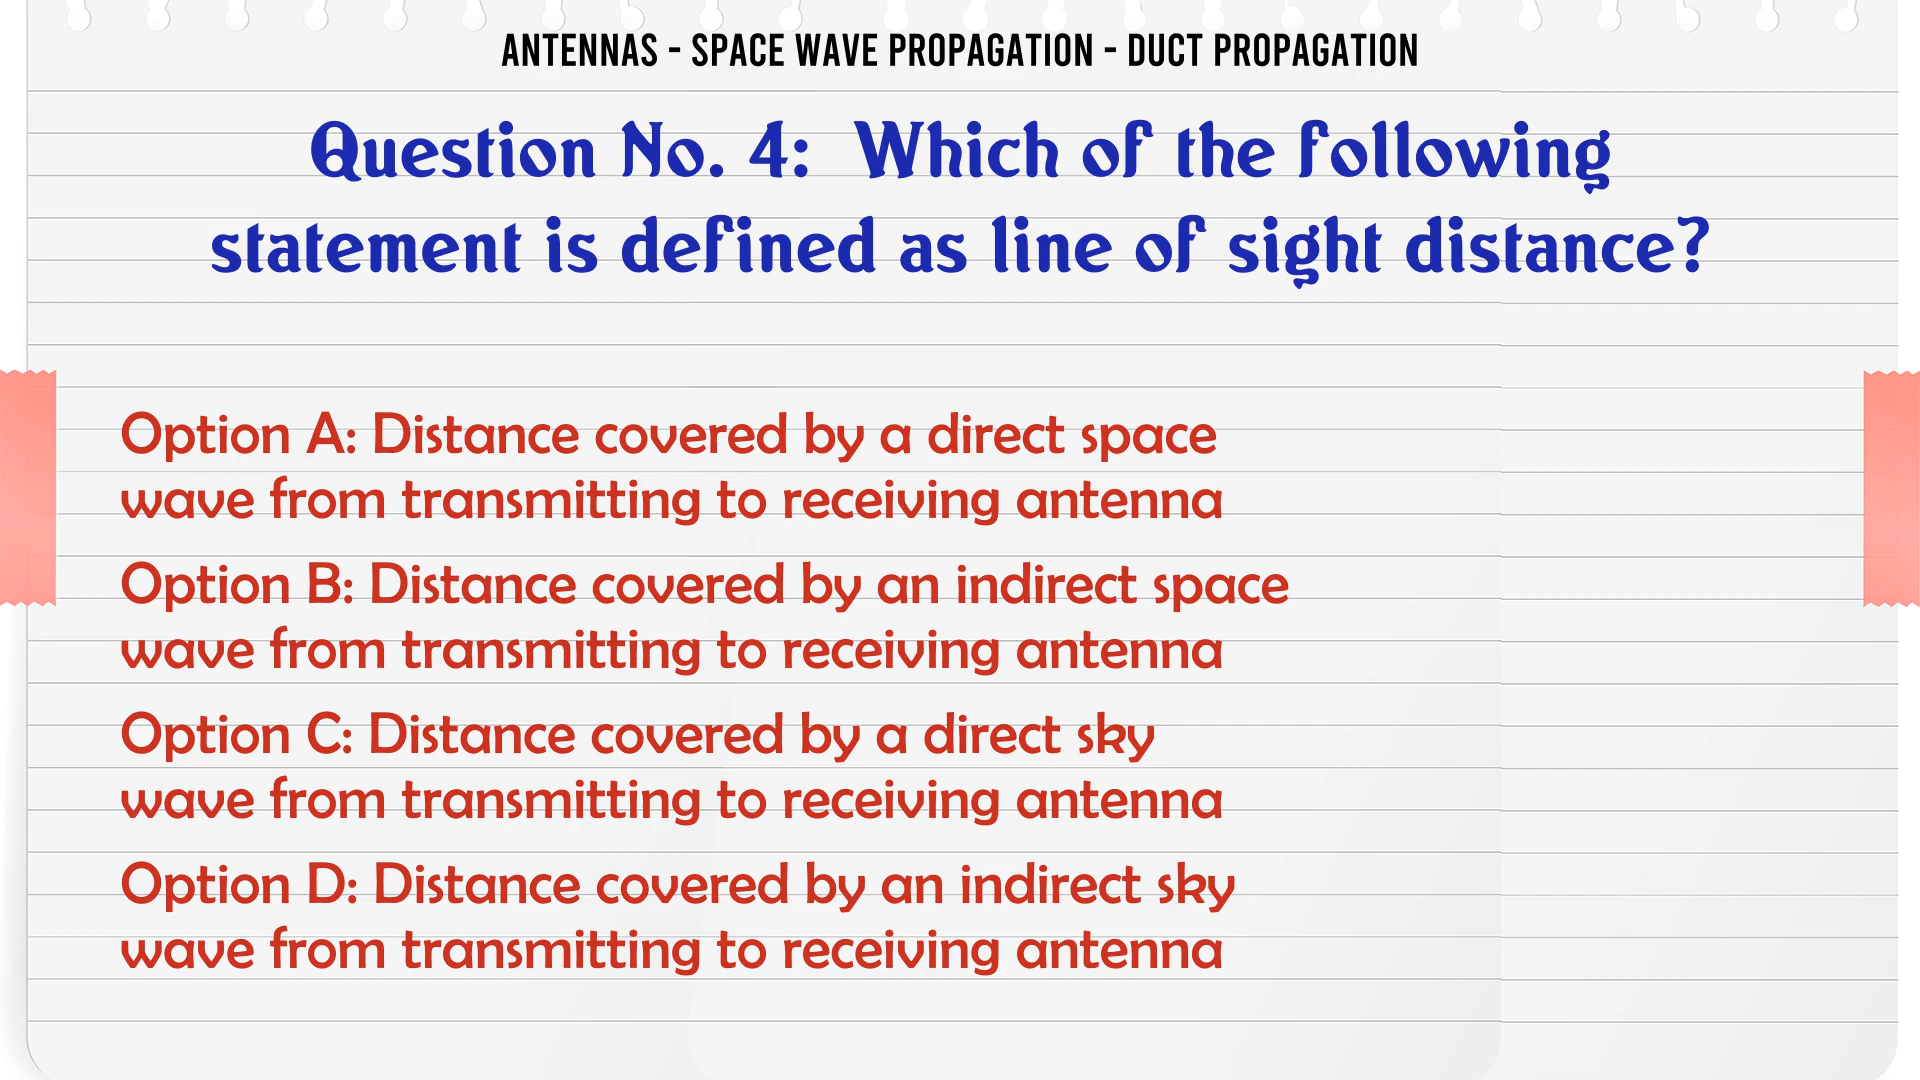 ANTENNAS - SPACE WAVE PROPAGATION - DUCT PROPAGATION
Question No. 4: Which of the following
statement is defined as line of sight distance?
Option A: Distance covered by a direct space
wave from transmitting to receiving antenna
Option B: Distance covered by an indirect space
wave from transmitting to receiving antenna
Option C: Distance covered by a direct sky
wave from transmitting to receiving antenna
Option D: Distance covered by an indirect sky
wave from transmitting to receiving antenna